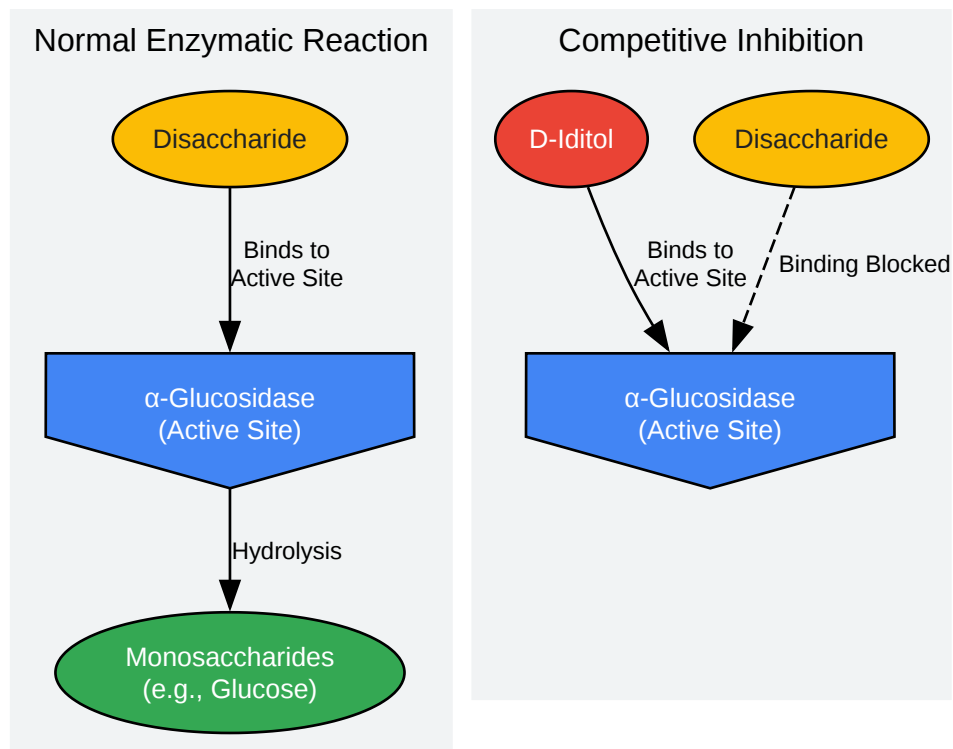 Normal Enzymatic Reaction
Disaccharide
Binds to
Active Site
α-Glucosidase
(Active Site)
Hydrolysis
Monosaccharides
(e.g., Glucose)
Competitive Inhibition
D-Iditol
Disaccharide
Binds to
Active Site
Binding Blocked
α-Glucosidase
(Active Site)